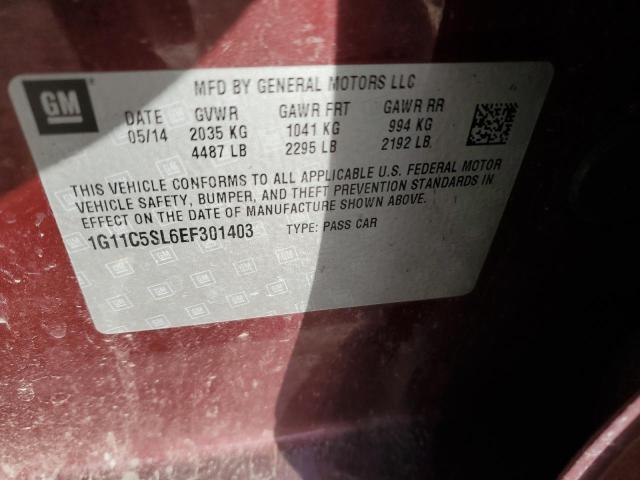 GM
MFD BY GENERAL MOTORS LLC
DATE GVWR GAWR FRT GAWR RR
05/14 2035 KG 1041 KG 994 KG
4487 LB 2295 LB 2192 LB
THIS VEHICLE CONFORMS TO ALL APPLICABLE U.S. FEDERAL MOTOR
VEHICLE SAFETY, BUMPER, AND THEFT PREVENTION STANDARDS IN
EFFECT ON THE DATE OF MANUFACTURE SHOWN ABOVE.
1G11C5SL6EF301403 TYPE: PASS CAR